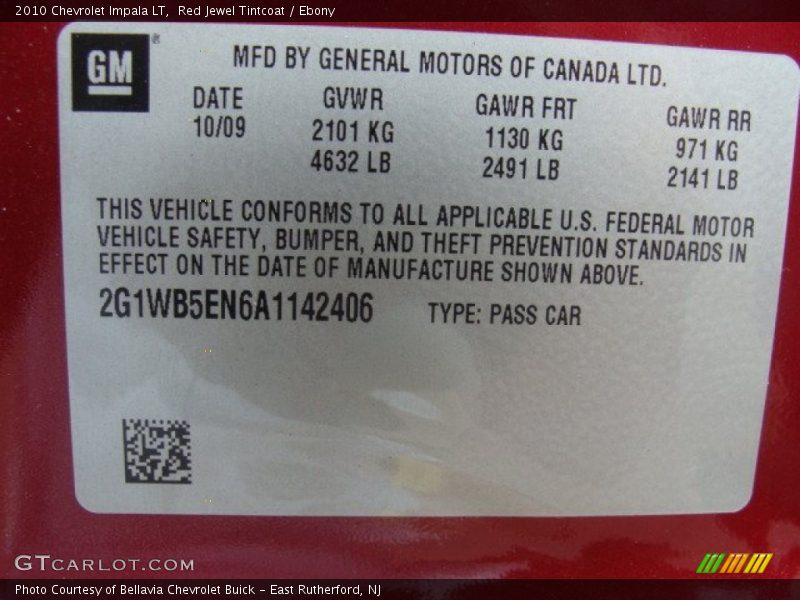 2010 Chevrolet Impala LT, Red Jewel Tintcoat / Ebony
GM ®
MFD BY GENERAL MOTORS OF CANADA LTD.
DATE GVWR GAWR FRT GAWR RR
10/09 2101 KG 1130 KG 971 KG
4632 LB 2491 LB 2141 LB
THIS VEHICLE CONFORMS TO ALL APPLICABLE U.S. FEDERAL MOTOR
VEHICLE SAFETY, BUMPER, AND THEFT PREVENTION STANDARDS IN
EFFECT ON THE DATE OF MANUFACTURE SHOWN ABOVE.
2G1WB5EN6A1142406 TYPE: PASS CAR
GTCARLOT.COM
Photo Courtesy of Bellavia Chevrolet Buick - East Rutherford, NJ